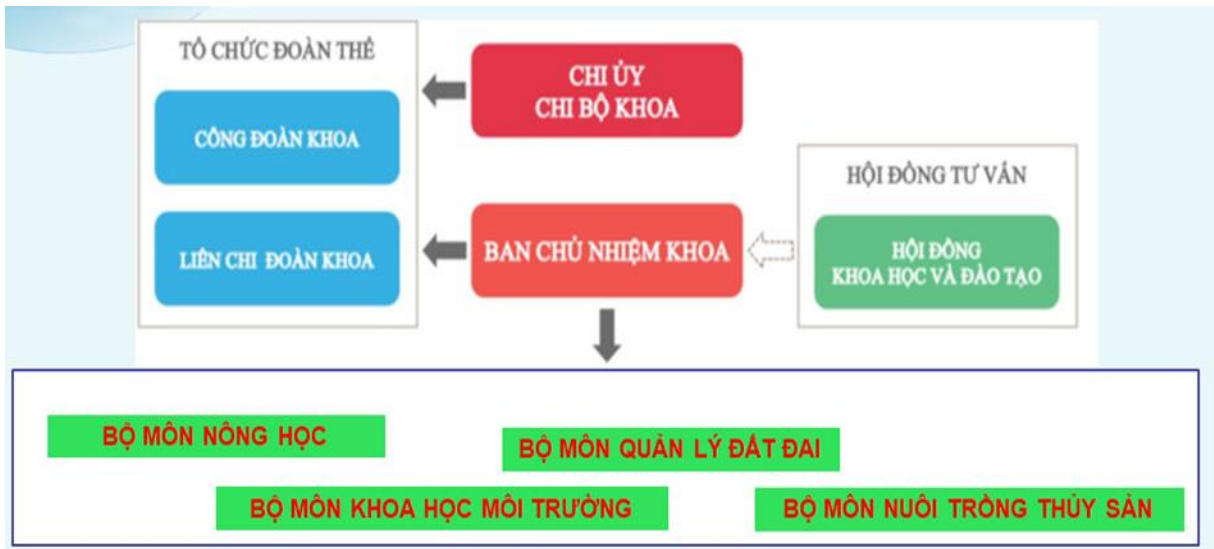 TỔ CHỨC ĐOÀN THỂ
CÔNG ĐOÀN KHOA
LIÊN CHI ĐOÀN KHOA
CHI ỦY
CHI BỘ KHOA
BAN CHỦ NHIỆM KHOA
HỘI ĐỒNG TƯ VẤN
HỘI ĐỒNG
KHOA HỌC VÀ ĐÀO TẠO
BỘ MÔN NÔNG HỌC
BỘ MÔN QUẢN LÝ ĐẤT ĐAI
BỘ MÔN KHOA HỌC MÔI TRƯỜNG
BỘ MÔN NUÔI TRỒNG THỦY SẢN